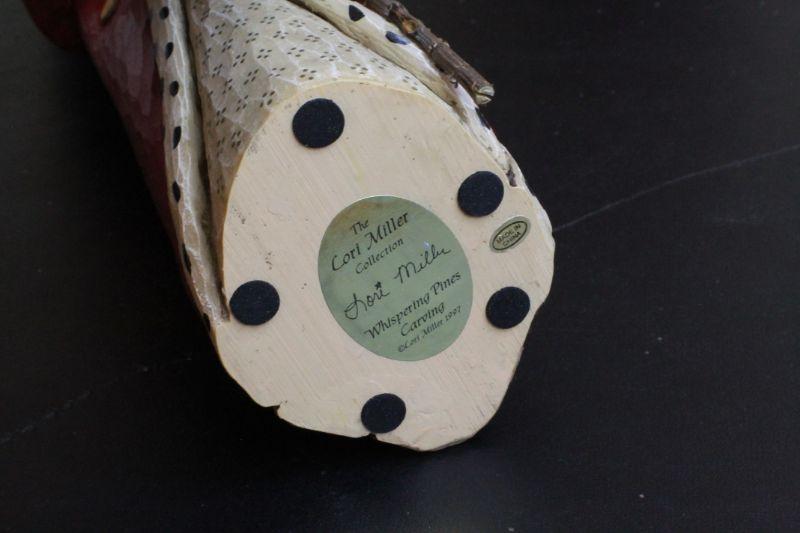 The
Lori Miller
Collection
Lori Miller
Whispering Pines
Carving
©Lori Miller 1997
MADE IN
CHINA